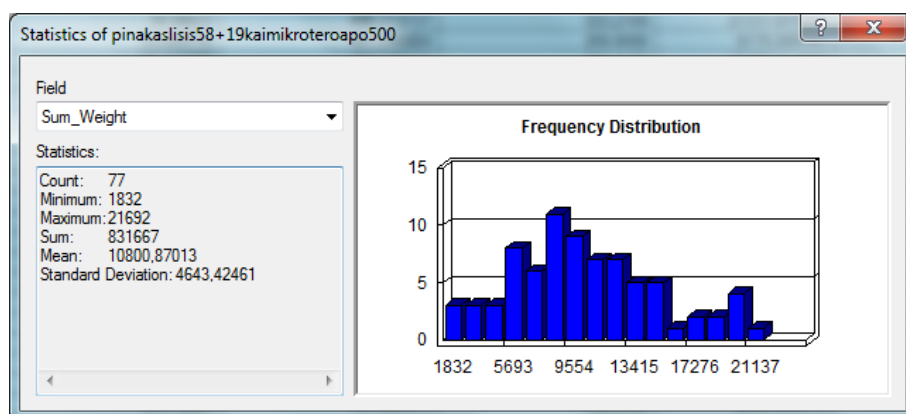 Statistics of pinakaslisis58+19kaimikroteroapo500
Field
Sum_Weight
Statistics:
Count: 77
Minimum: 1832
Maximum:21692
Sum: 831667
Mean: 10800,87013
Standard Deviation: 4643,42461
Frequency Distribution
15
10
5
0
1832 5693 9554 13415 17276 21137